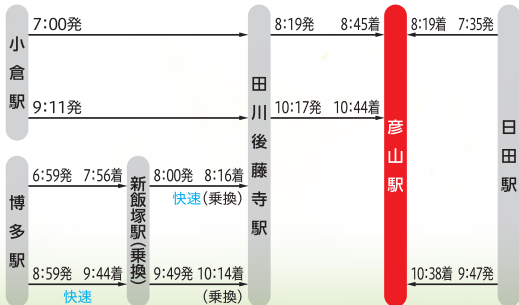 小倉駅
7:00発
9:11発
博多駅
6:59発 7:56着
8:59発 9:44着
快速
新飯塚駅(乗換)
8:00発 8:16着
快速(乗換)
9:49発 10:14着
(乗換)
田川後藤寺駅
8:19発 8:45着
10:17発 10:44着
彦山駅
8:19着 7:35発
10:38着 9:47発
日田駅